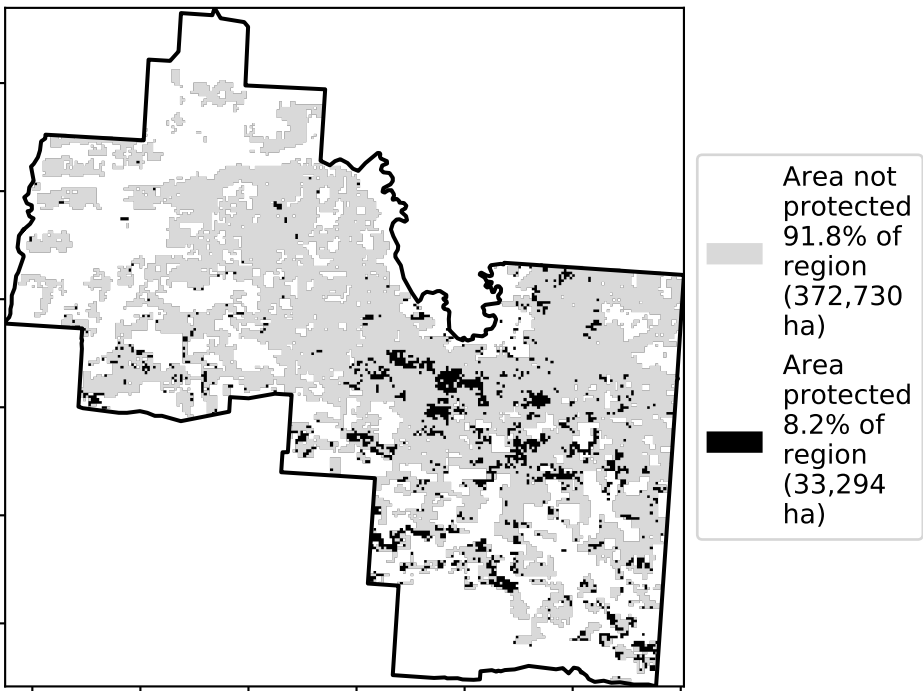 Area not
protected
91.8% of
region
(372,730
ha)
Area
protected
8.2% of
region
(33,294
ha)